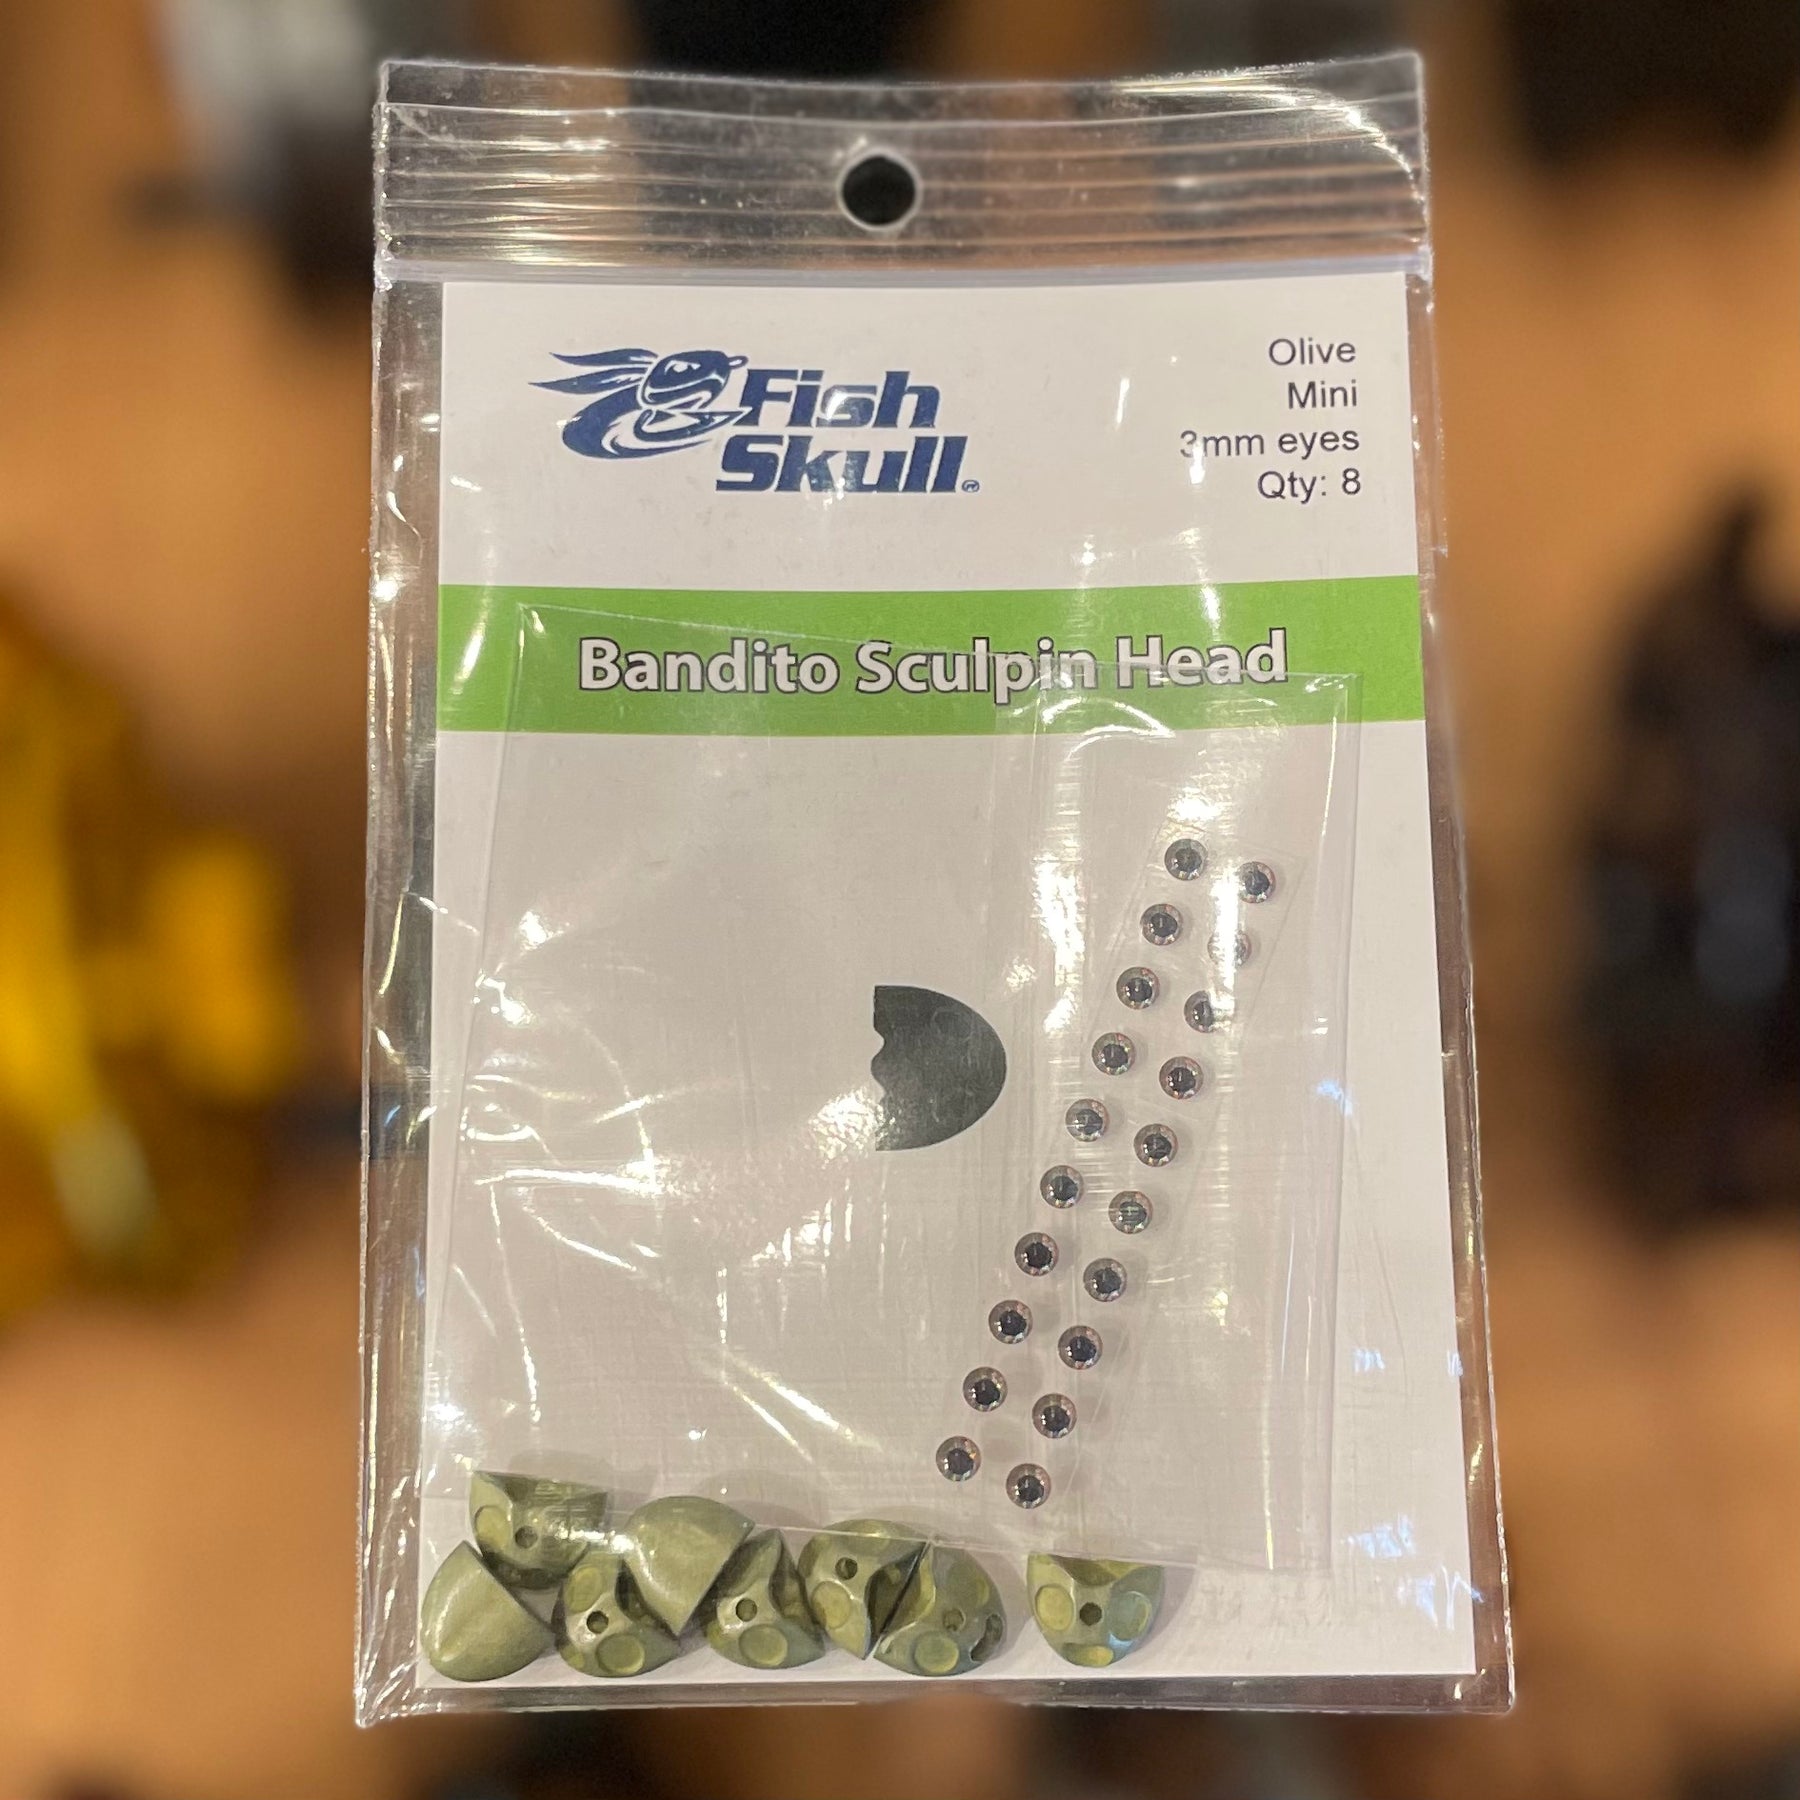 Fish
Skull®
Olive
Mini
3mm eyes
Qty: 8
Bandito Sculpin Head